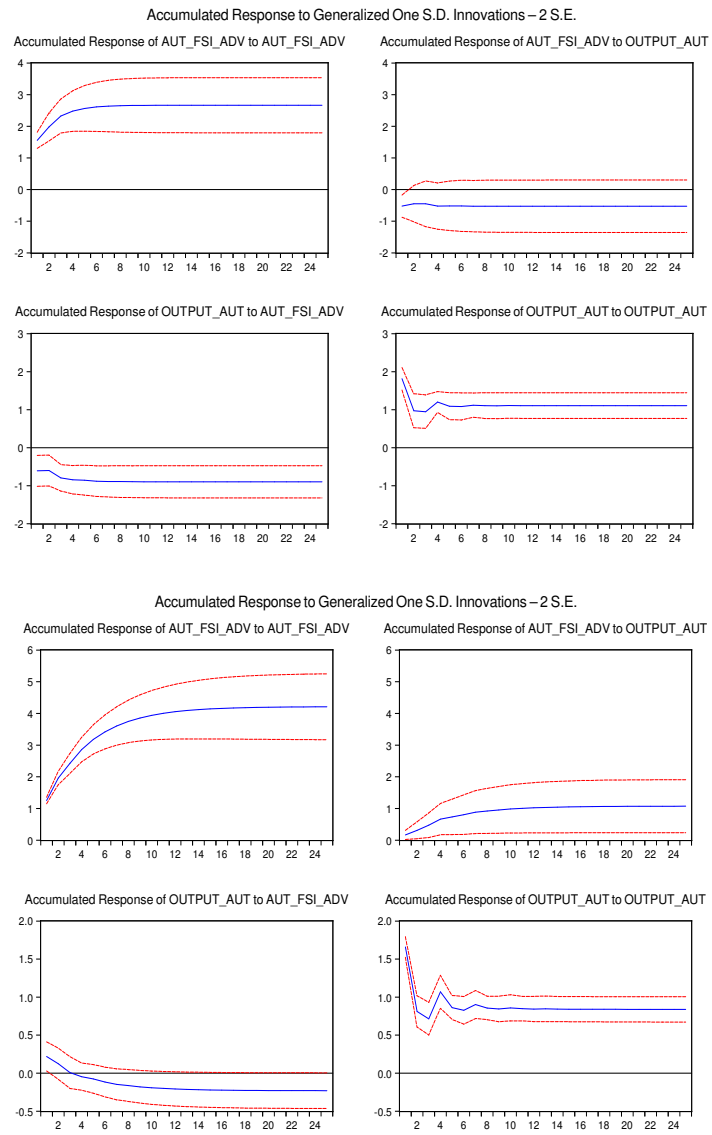 Accumulated Response to Generalized One S.D. Innovations – 2 S.E.
Accumulated Response of AUT_FSI_ADV to AUT_FSI_ADV
4
3
2
1
0
-1
-2
2 4 6 8 10 12 14 16 18 20 22 24
Accumulated Response of AUT_FSI_ADV to OUTPUT_AUT
4
3
2
1
0
-1
-2
2 4 6 8 10 12 14 16 18 20 22 24
Accumulated Response of OUTPUT_AUT to AUT_FSI_ADV
3
2
1
0
-1
-2
2 4 6 8 10 12 14 16 18 20 22 24
Accumulated Response of OUTPUT_AUT to OUTPUT_AUT
3
2
1
0
-1
-2
2 4 6 8 10 12 14 16 18 20 22 24
Accumulated Response to Generalized One S.D. Innovations – 2 S.E.
Accumulated Response of AUT_FSI_ADV to AUT_FSI_ADV
6
5
4
3
2
1
0
2 4 6 8 10 12 14 16 18 20 22 24
Accumulated Response of AUT_FSI_ADV to OUTPUT_AUT
6
5
4
3
2
1
0
2 4 6 8 10 12 14 16 18 20 22 24
Accumulated Response of OUTPUT_AUT to AUT_FSI_ADV
2.0
1.5
1.0
0.5
0.0
-0.5
2 4 6 8 10 12 14 16 18 20 22 24
Accumulated Response of OUTPUT_AUT to OUTPUT_AUT
2.0
1.5
1.0
0.5
0.0
-0.5
2 4 6 8 10 12 14 16 18 20 22 24